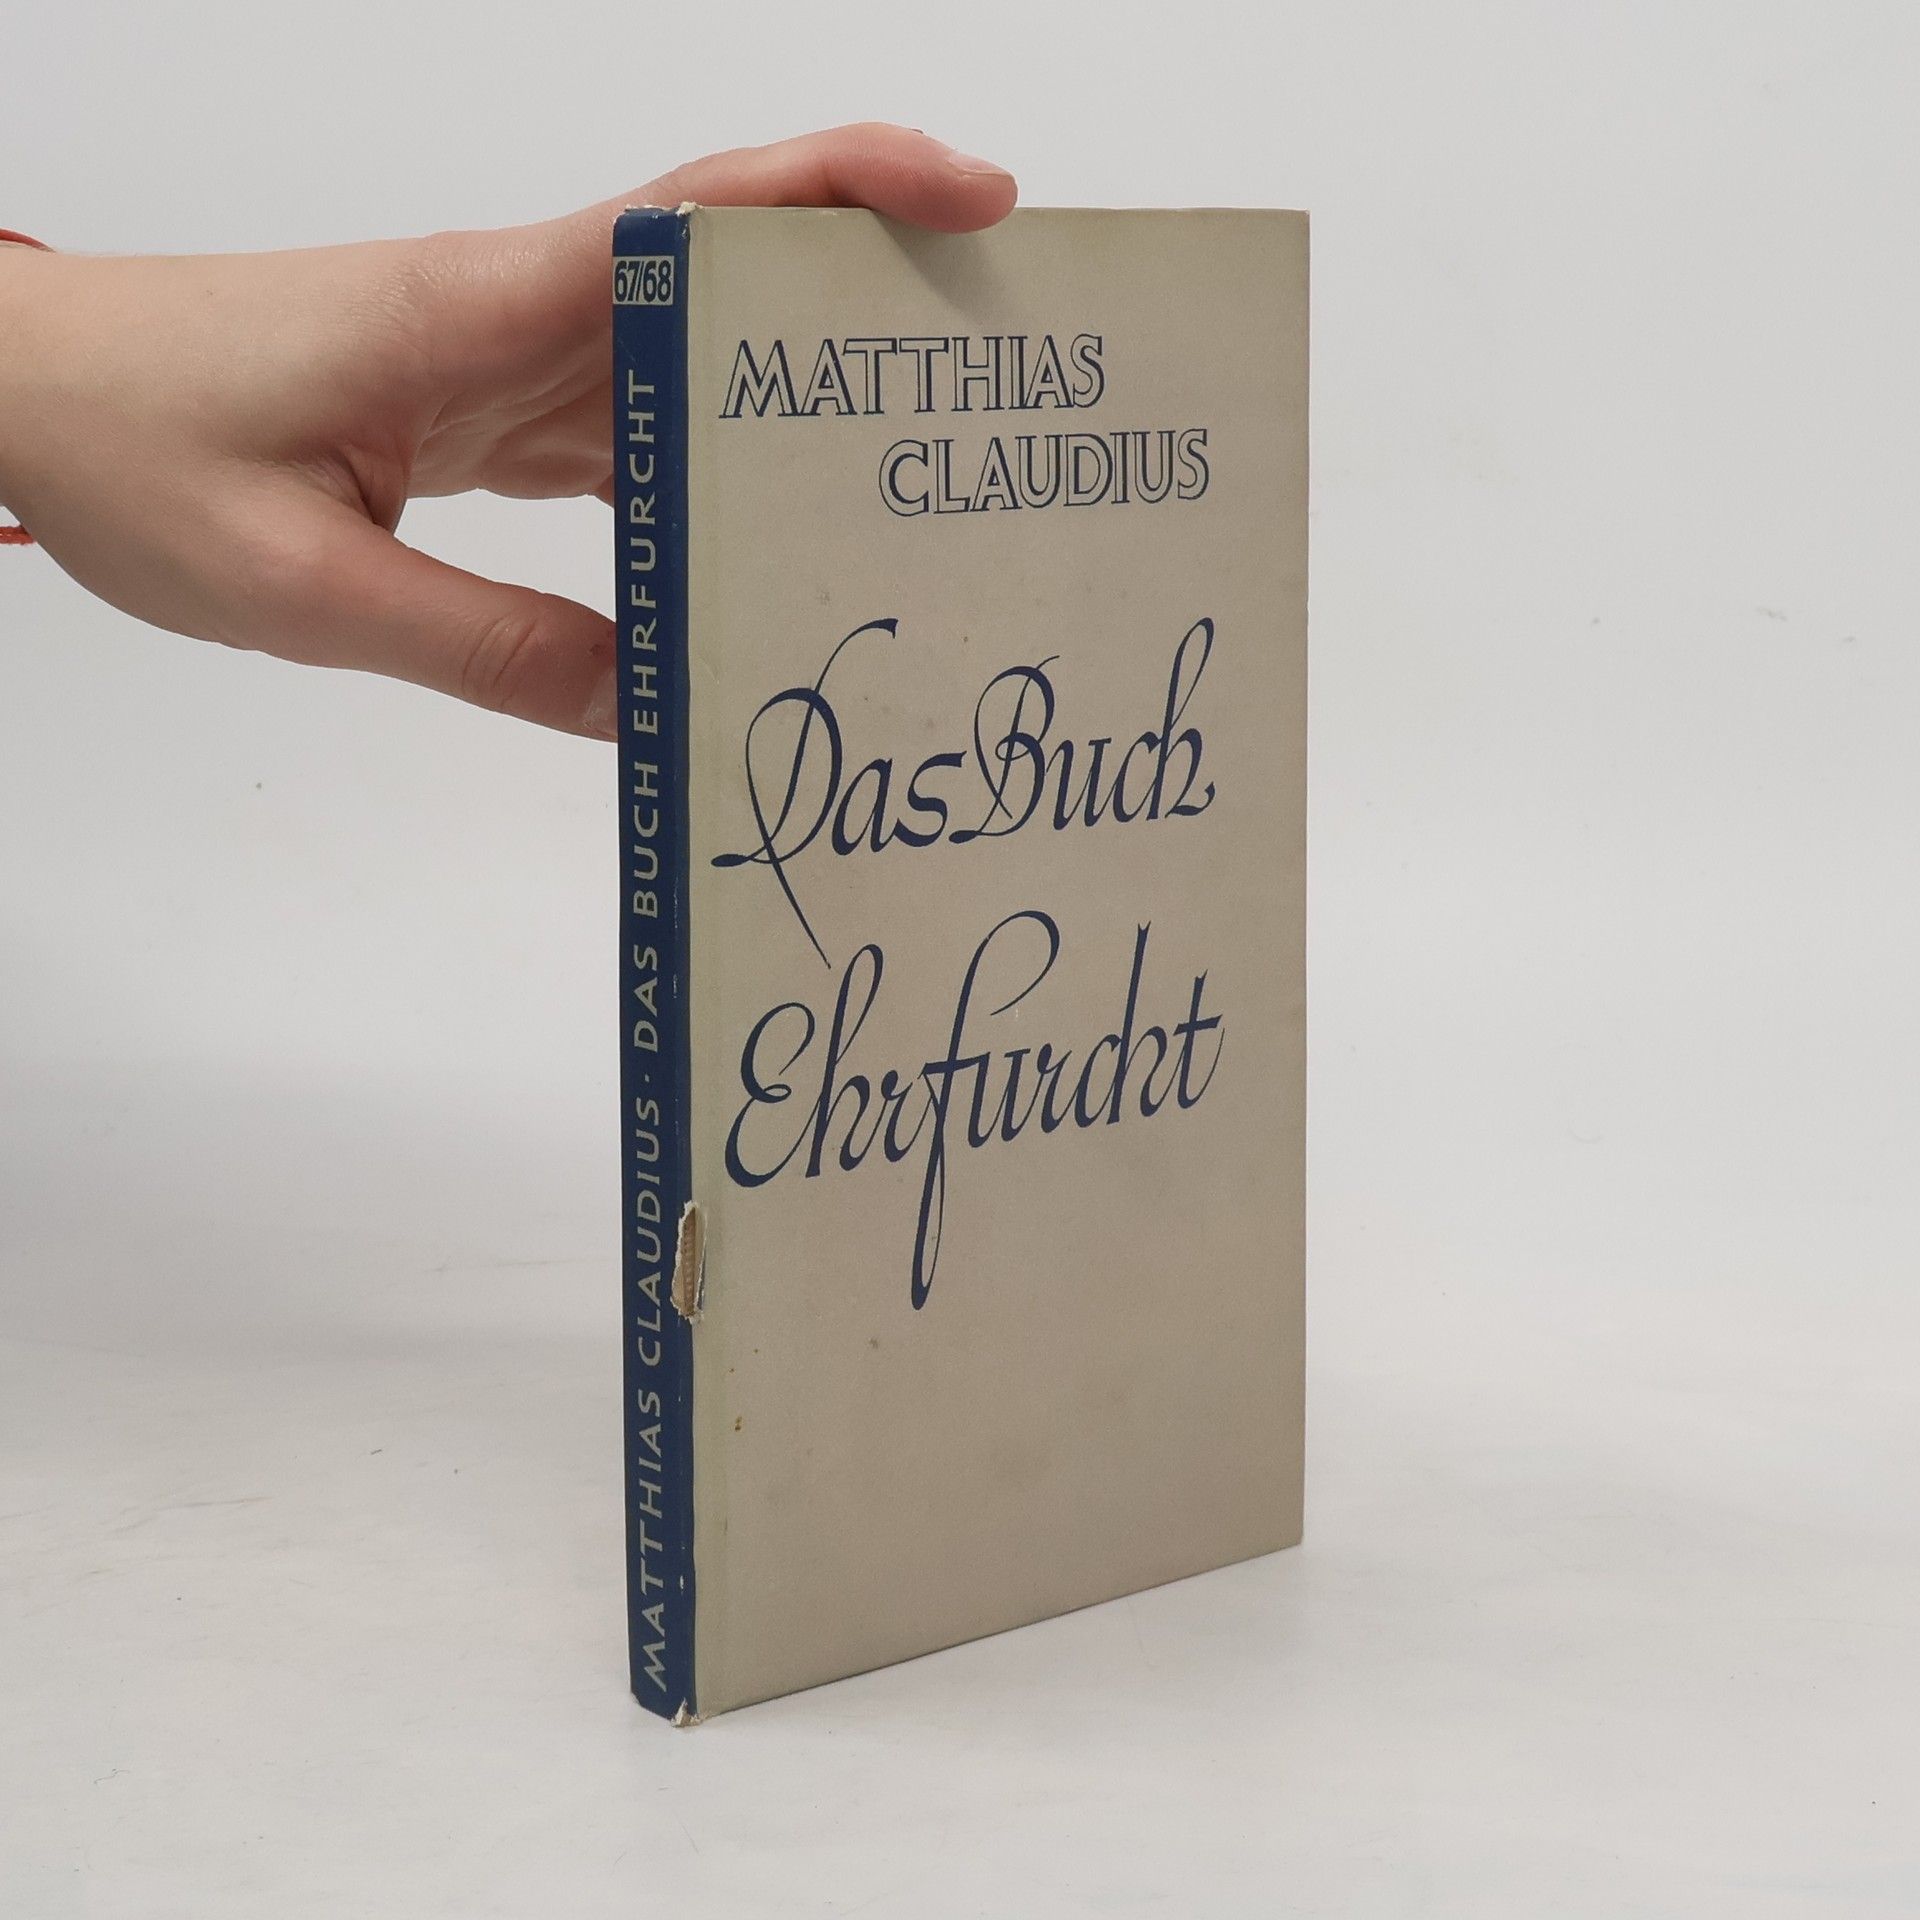 67/68
MATTHIAS CLAUDIUS · DAS BUCH EHRFURCHT
MATTHIAS
CLAUDIUS
Das Buch
Ehrfurcht